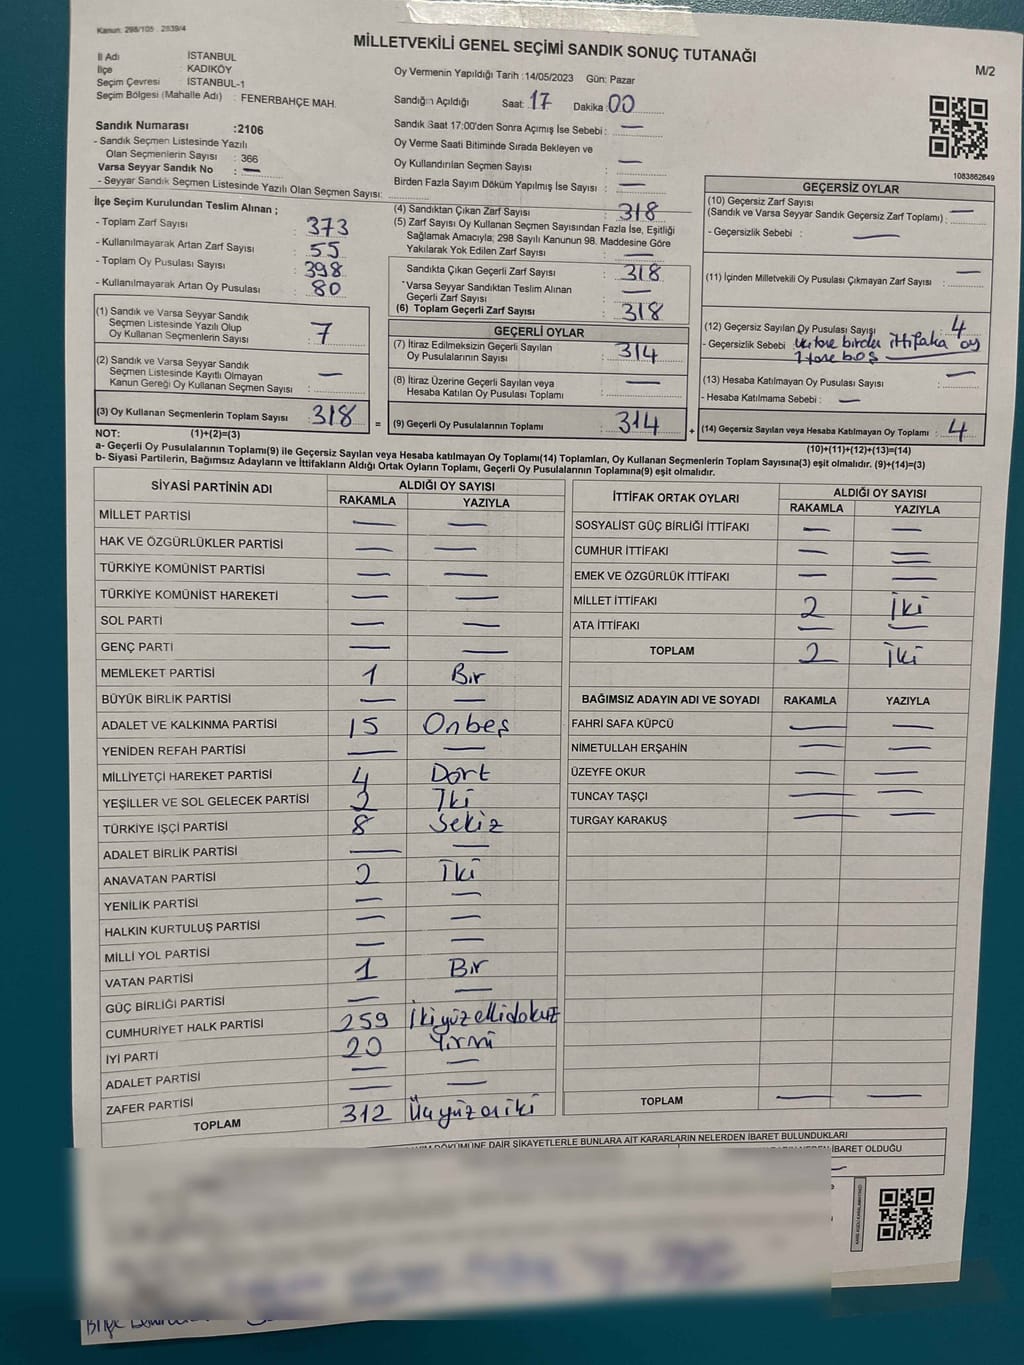 Kanun: 298/105 . 2839/4
MİLLETVEKİLİ GENEL SEÇİMİ SANDIK SONUÇ TUTANAĞI
M/2
İl Adı İSTANBUL
İlçe KADIKÖY
Seçim Çevresi İSTANBUL-1
Seçim Bölgesi (Mahalle Adı) : FENERBAHÇE MAH.
Oy Vermenin Yapıldığı Tarih :14/05/2023 Gün: Pazar
Sandığın Açıldığı Saat: 17 Dakika 00
Sandık Saat 17:00'den Sonra Açımış İse Sebebi : —
Oy Verme Saati Bitiminde Sırada Bekleyen ve
Oy Kullandırılan Seçmen Sayısı —
Birden Fazla Sayım Döküm Yapılmış İse Sayısı : —
1083862649
Sandık Numarası :2106
- Sandık Seçmen Listesinde Yazılı
Olan Seçmenlerin Sayısı : 366
Varsa Seyyar Sandık No : —
- Seyyar Sandık Seçmen Listesinde Yazılı Olan Seçmen Sayısı:
İlçe Seçim Kurulundan Teslim Alınan ;
- Toplam Zarf Sayısı : 373
- Kullanılmayarak Artan Zarf Sayısı : 55
- Toplam Oy Pusulası Sayısı : 398
- Kullanılmayarak Artan Oy Pusulası : 80
(1) Sandık ve Varsa Seyyar Sandık
Seçmen Listesinde Yazılı Olup
Oy Kullanan Seçmenlerin Sayısı : 7
(2) Sandık ve Varsa Seyyar Sandık
Seçmen Listesinde Kayıtlı Olmayan
Kanun Gereği Oy Kullanan Seçmen Sayısı : —
(3) Oy Kullanan Seçmenlerin Toplam Sayısı : 318 =
(4) Sandıktan Çıkan Zarf Sayısı : 318
(5) Zarf Sayısı Oy Kullanan Seçmen Sayısından Fazla İse, Eşitliği
Sağlamak Amacıyla; 298 Sayılı Kanunun 98. Maddesine Göre
Yakılarak Yok Edilen Zarf Sayısı : —
Sandıkta Çıkan Geçerli Zarf Sayısı : 318
Varsa Seyyar Sandıktan Teslim Alınan
Geçerli Zarf Sayısı : —
(6) Toplam Geçerli Zarf Sayısı : 318
GEÇERLİ OYLAR
(7) İtiraz Edilmeksizin Geçerli Sayılan
Oy Pusulalarının Sayısı : 314
(8) İtiraz Üzerine Geçerli Sayılan veya
Hesaba Katılan Oy Pusulası Toplamı : —
(9) Geçerli Oy Pusulalarının Toplamı : 314 +
GEÇERSİZ OYLAR
(10) Geçersiz Zarf Sayısı
(Sandık ve Varsa Seyyar Sandık Geçersiz Zarf Toplamı) : —
- Geçersizlik Sebebi : —
(11) İçinden Milletvekili Oy Pusulası Çıkmayan Zarf Sayısı : —
(12) Geçersiz Sayılan Oy Pusulası Sayısı : 4
- Geçersizlik Sebebi birden ittifaka oy
1 tane boş
(13) Hesaba Katılmayan Oy Pusulası Sayısı : —
- Hesaba Katılmama Sebebi : —
(14) Geçersiz Sayılan veya Hesaba Katılmayan Oy Toplamı : 4
NOT: (1)+(2)=(3) (10)+(11)+(12)+(13)=(14)
a- Geçerli Oy Pusulalarının Toplamı(9) ile Geçersiz Sayılan veya Hesaba katılmayan Oy Toplamı(14) Toplamları, Oy Kullanan Seçmenlerin Toplam Sayısına(3) eşit olmalıdır. (9)+(14)=(3)
b- Siyasi Partilerin, Bağımsız Adayların ve İttifakların Aldığı Ortak Oyların Toplamı, Geçerli Oy Pusulalarının Toplamına(9) eşit olmalıdır.
SİYASİ PARTİNİN ADI ALDIĞI OY SAYISI
RAKAMLA YAZIYLA
MİLLET PARTİSİ — —
HAK VE ÖZGÜRLÜKLER PARTİSİ — —
TÜRKİYE KOMÜNİST PARTİSİ — —
TÜRKİYE KOMÜNİST HAREKETİ — —
SOL PARTİ — —
GENÇ PARTİ — —
MEMLEKET PARTİSİ 1 Bir
BÜYÜK BİRLİK PARTİSİ — —
ADALET VE KALKINMA PARTİSİ 15 Onbeş
YENİDEN REFAH PARTİSİ — —
MİLLİYETÇİ HAREKET PARTİSİ 4 Dört
YEŞİLLER VE SOL GELECEK PARTİSİ 2 İki
TÜRKİYE İŞÇİ PARTİSİ 8 Sekiz
ADALET BİRLİK PARTİSİ — —
ANAVATAN PARTİSİ 2 İki
YENİLİK PARTİSİ — —
HALKIN KURTULUŞ PARTİSİ — —
MİLLİ YOL PARTİSİ — —
VATAN PARTİSİ 1 Bir
GÜÇ BİRLİĞİ PARTİSİ — —
CUMHURİYET HALK PARTİSİ 259 İkiyüzellidokuz
İYİ PARTİ 20 Yirmi
ADALET PARTİSİ — —
ZAFER PARTİSİ — —
TOPLAM 312 Üçyüzoniki
İTTİFAK ORTAK OYLARI ALDIĞI OY SAYISI
RAKAMLA YAZIYLA
SOSYALİST GÜÇ BİRLİĞİ İTTİFAKI — —
CUMHUR İTTİFAKI — —
EMEK VE ÖZGÜRLÜK İTTİFAKI — —
MİLLET İTTİFAKI 2 İki
ATA İTTİFAKI — —
TOPLAM 2 İki
BAĞIMSIZ ADAYIN ADI VE SOYADI RAKAMLA YAZIYLA
FAHRİ SAFA KÜPCÜ — —
NİMETULLAH ERŞAHİN — —
ÜZEYFE OKUR — —
TUNCAY TAŞÇI — —
TURGAY KARAKUŞ — —
TOPLAM — —
DÖKÜMÜNE DAİR ŞİKAYETLERLE BUNLARA AİT KARARLARIN NELERDEN İBARET BULUNDUKLARI
İBARET OLDUĞU